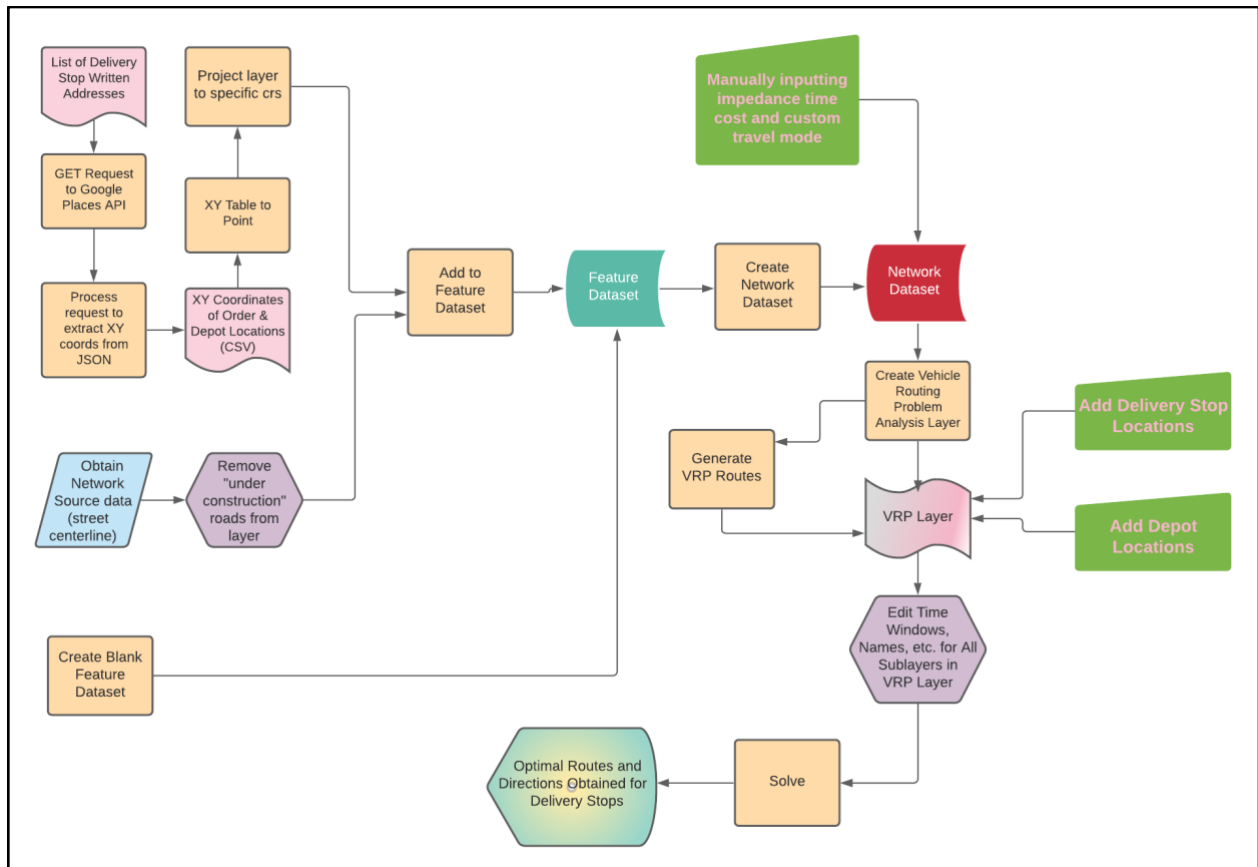 List of Delivery
Stop Written
Addresses
Project layer
to specific crs
Manually inputting
impedance time
cost and custom
travel mode
GET Request
to Google
Places API
XY Table to
Point
Add to
Feature
Dataset
Feature
Dataset
Create
Network
Dataset
Network
Dataset
Process
request to
extract XY
coords from
JSON
XY Coordinates
of Order &
Depot Locations
(CSV)
Create Vehicle
Routing
Problem
Analysis Layer
Add Delivery Stop
Locations
Generate
VRP Routes
Obtain
Network
Source data
(street
centerline)
Remove
"under
construction"
roads from
layer
VRP Layer
Add Depot
Locations
Edit Time
Windows,
Names, etc. for All
Sublayers in
VRP Layer
Create Blank
Feature
Dataset
Optimal Routes and
Directions Obtained for
Delivery Stops
Solve